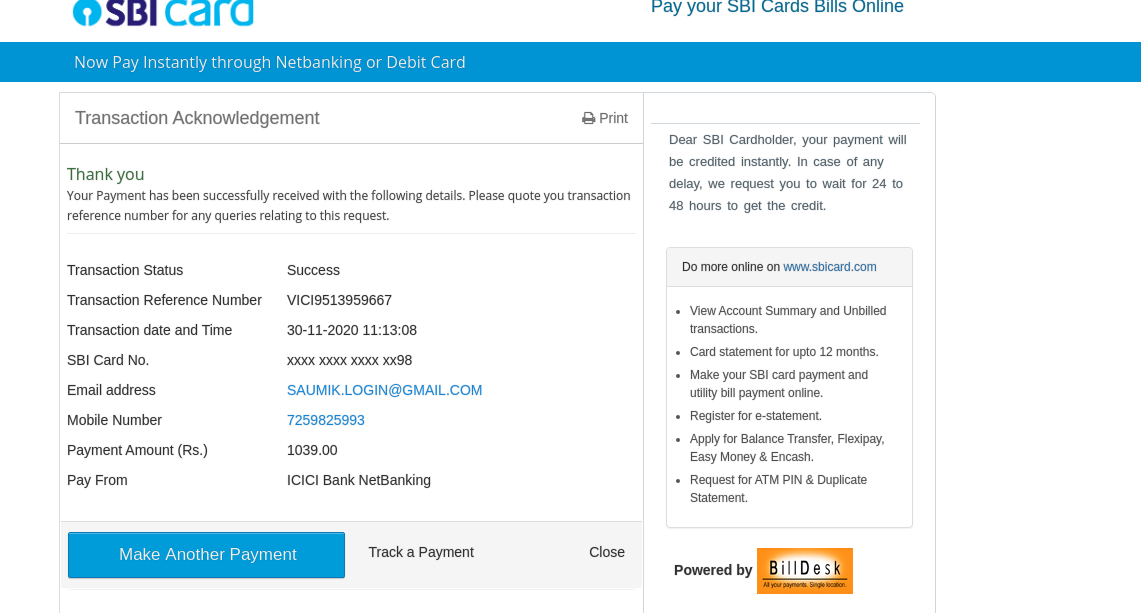 SBI card
Pay your SBI Cards Bills Online
Now Pay Instantly through Netbanking or Debit Card
Transaction Acknowledgement
Print
Thank you
Your Payment has been successfully received with the following details. Please quote you transaction
reference number for any queries relating to this request.
Transaction Status Success
Transaction Reference Number VICI9513959667
Transaction date and Time 30-11-2020 11:13:08
SBI Card No. xxxx xxxx xxxx xx98
Email address SAUMIK.LOGIN@GMAIL.COM
Mobile Number 7259825993
Payment Amount (Rs.) 1039.00
Pay From ICICI Bank NetBanking
Make Another Payment
Track a Payment
Close
Dear SBI Cardholder, your payment will
be credited instantly. In case of any
delay, we request you to wait for 24 to
48 hours to get the credit.
Do more online on www.sbicard.com
• View Account Summary and Unbilled
transactions.
• Card statement for upto 12 months.
• Make your SBI card payment and
utility bill payment online.
• Register for e-statement.
• Apply for Balance Transfer, Flexipay,
Easy Money & Encash.
• Request for ATM PIN & Duplicate
Statement.
Powered by
BillDesk
All your payments. Single location.